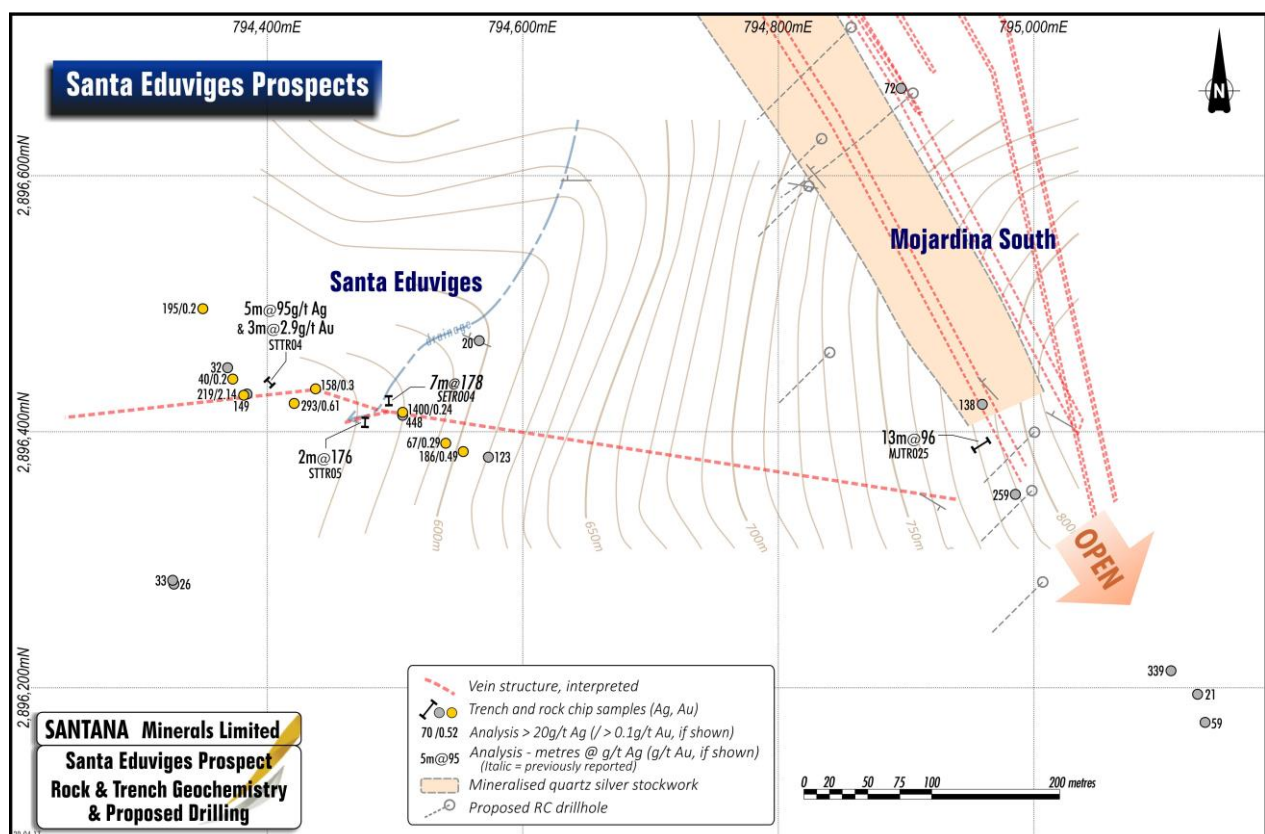 794,400mE
794,600mE
794,800mE
795,000mE
Santa Eduviges Prospects
N
72
2,896,600mN
Mojardina South
Santa Eduviges
195/0.2
5m@95g/t Ag
& 3m@2.9g/t Au
STTR04
drainage
20
32
40/0.2
219/2.14
149
158/0.3
293/0.61
7m@178
SETR004
1400/0.24
448
138
2,896,400mN
2m@176
STTR05
67/0.29
186/0.49
123
13m@96
MJTR025
259
600m
650m
700m
750m
800
OPEN
33
26
339
21
59
2,896,200mN
Vein structure, interpreted
Trench and rock chip samples (Ag, Au)
70 /0.52 Analysis > 20g/t Ag (/ > 0.1g/t Au, if shown)
5m@95 Analysis - metres @ g/t Ag (g/t Au, if shown)
(Italic = previously reported)
Mineralised quartz silver stockwork
Proposed RC drillhole
SANTANA Minerals Limited
Santa Eduviges Prospect
Rock & Trench Geochemistry
& Proposed Drilling
0 20 50 75 100 200 metres